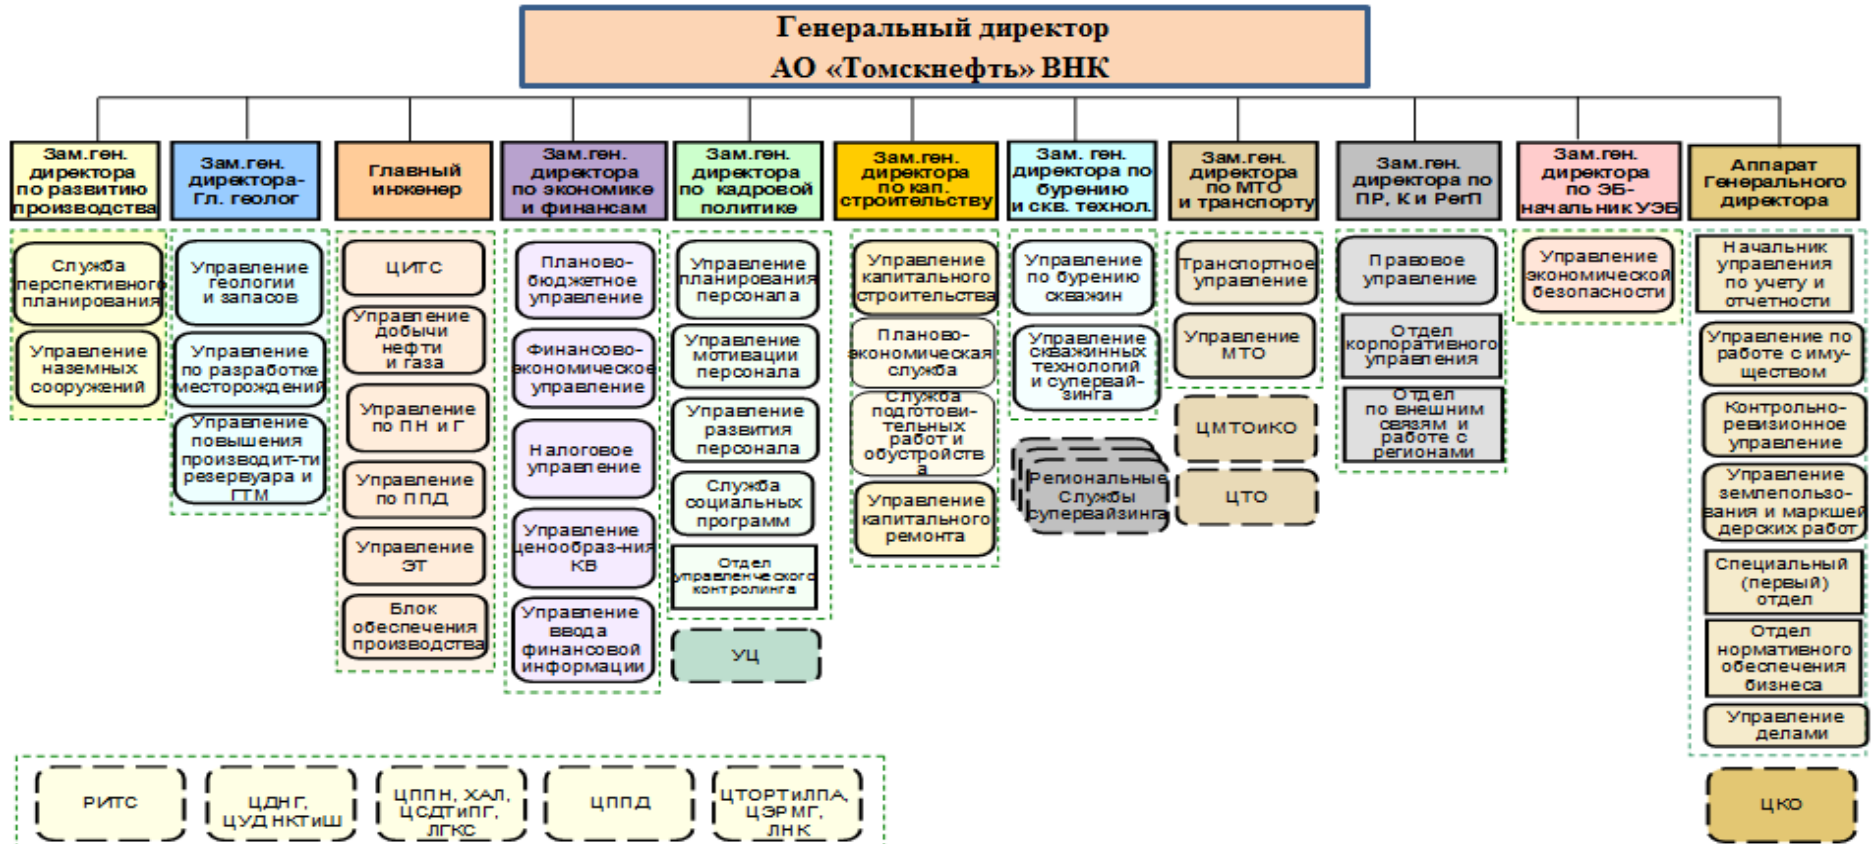 Генеральный директор
АО «Томскнефть» ВНК
Зам.ген.
директора
по развитию
производства
Служба
перспективного
планирования
Управление
наземных
сооружений
Зам.ген.
директора-
Гл. геолог
Управление
геологии
и запасов
Управление
по разработке
месторождений
Управление
повышения
производит-ти
резервуара и
ГТМ
Главный
инженер
ЦИТС
Управление
добычи
нефти
и газа
Управление
по ПН и Г
Управление
по ППД
Управление
ЭТ
Блок
обеспечения
производства
Зам.ген.
директора
по экономике
и финансам
Планово-
бюджетное
управление
Финансово-
экономическое
управление
Налоговое
управление
Управление
ценообраз-ния
КВ
Управление
ввода
финансовой
информации
Зам.ген.
директора
по кадровой
политике
Управление
планирования
персонала
Управление
мотивации
персонала
Управление
развития
персонала
Служба
социальных
программ
Отдел
управленческого
контролинга
УЦ
Зам.ген.
директора
по кап.
строительству
Управление
капитального
строительства
Планово-
экономическая
служба
Служба
подготови-
тельных
работ и
обустройств
а
Управление
капитального
ремонта
Зам. ген.
директора по
бурению
и скв. технол.
Управление
по бурению
скважин
Управление
скважинных
технологий
и супервай-
зинга
Региональные
Службы
супервайзинга
Зам.ген.
директора
по МТО
и транспорту
Транспортное
управление
Управление
МТО
ЦМТОиКО
ЦТО
Зам.ген.
директора по
ПР, К и РегП
Правовое
управление
Отдел
корпоративного
управления
Отдел
по внешним
связям и
работе с
регионами
Зам.ген.
директора
по ЭБ-
начальник УЭБ
Управление
экономической
безопасности
Аппарат
Генерального
директора
Начальник
управления
по учету и
отчетности
Управление по
работе с иму-
ществом
Контрольно-
ревизионное
управление
Управление
землепользо-
вания и маркшей
дерских работ
Специальный
(первый)
отдел
Отдел
нормативного
обеспечения
бизнеса
Управление
делами
ЦКО
РИТС
ЦДНГ,
ЦУДНКТиШ
ЦППН, ХАЛ,
ЦСДТиПГ,
ЛГКС
ЦППД
ЦТОРТиЛПА,
ЦЭРМГ,
ЛНК